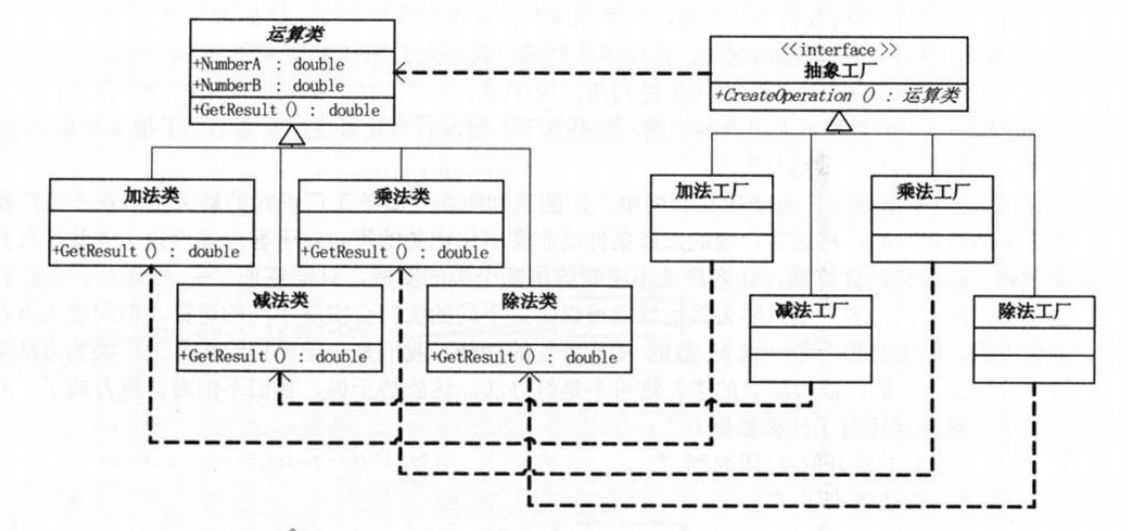 运算类
+NumberA : double
+NumberB : double
+GetResult () : double
<<interface>>
抽象工厂
+CreateOperation () : 运算类
加法类
+GetResult () : double
乘法类
+GetResult () : double
加法工厂
乘法工厂
减法类
+GetResult () : double
除法类
+GetResult () : double
减法工厂
除法工厂